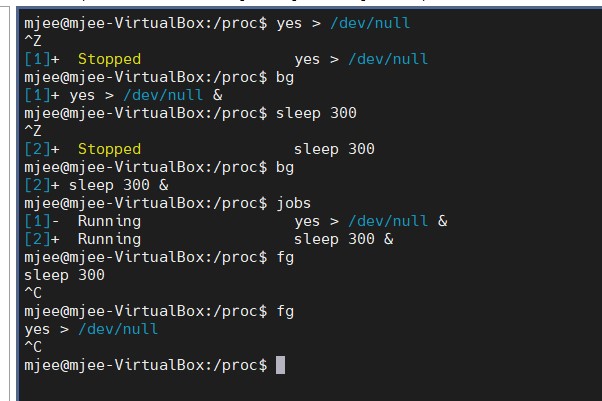 mjee@mjee-VirtualBox:/proc$ yes > /dev/null
^Z
[1]+  Stopped                 yes > /dev/null
mjee@mjee-VirtualBox:/proc$ bg
[1]+ yes > /dev/null &
mjee@mjee-VirtualBox:/proc$ sleep 300
^Z
[2]+  Stopped                 sleep 300
mjee@mjee-VirtualBox:/proc$ bg
[2]+ sleep 300 &
mjee@mjee-VirtualBox:/proc$ jobs
[1]-  Running                 yes > /dev/null &
[2]+  Running                 sleep 300 &
mjee@mjee-VirtualBox:/proc$ fg
sleep 300
^C
mjee@mjee-VirtualBox:/proc$ fg
yes > /dev/null
^C
mjee@mjee-VirtualBox:/proc$